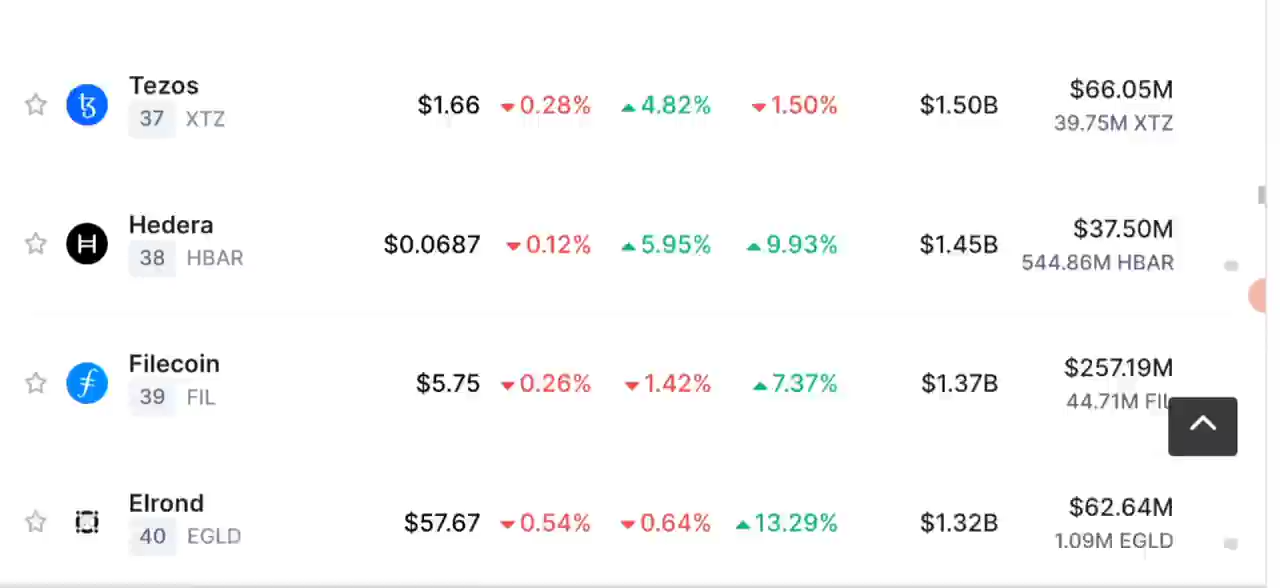 Tezos
37 XTZ
$1.66 0.28% 4.82% 1.50% $1.50B $66.05M
39.75M XTZ
Hedera
38 HBAR
$0.0687 0.12% 5.95% 9.93% $1.45B $37.50M
544.86M HBAR
Filecoin
39 FIL
$5.75 0.26% 1.42% 7.37% $1.37B $257.19M
44.71M FIL
Elrond
40 EGLD
$57.67 0.54% 0.64% 13.29% $1.32B $62.64M
1.09M EGLD